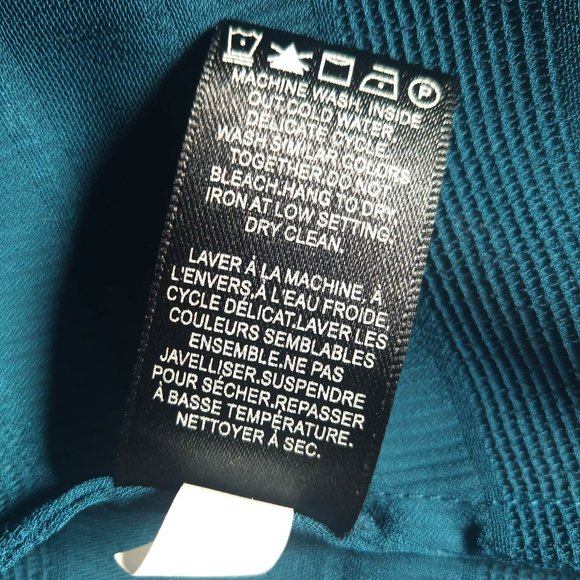 P
MACHINE WASH, INSIDE
OUT.COLD WATER
DELICATE CYCLE.
WASH SIMILAR COLORS
TOGETHER.DO NOT
BLEACH.HANG TO DRY
IRON AT LOW SETTING.
DRY CLEAN.
LAVER À LA MACHINE, À
L'ENVERS,À L'EAU FROIDE
CYCLE DÉLICAT.LAVER LES
COULEURS SEMBLABLES
ENSEMBLE.NE PAS
JAVELLISER.SUSPENDRE
POUR SÉCHER.REPASSER
À BASSE TEMPÉRATURE.
NETTOYER À SEC.